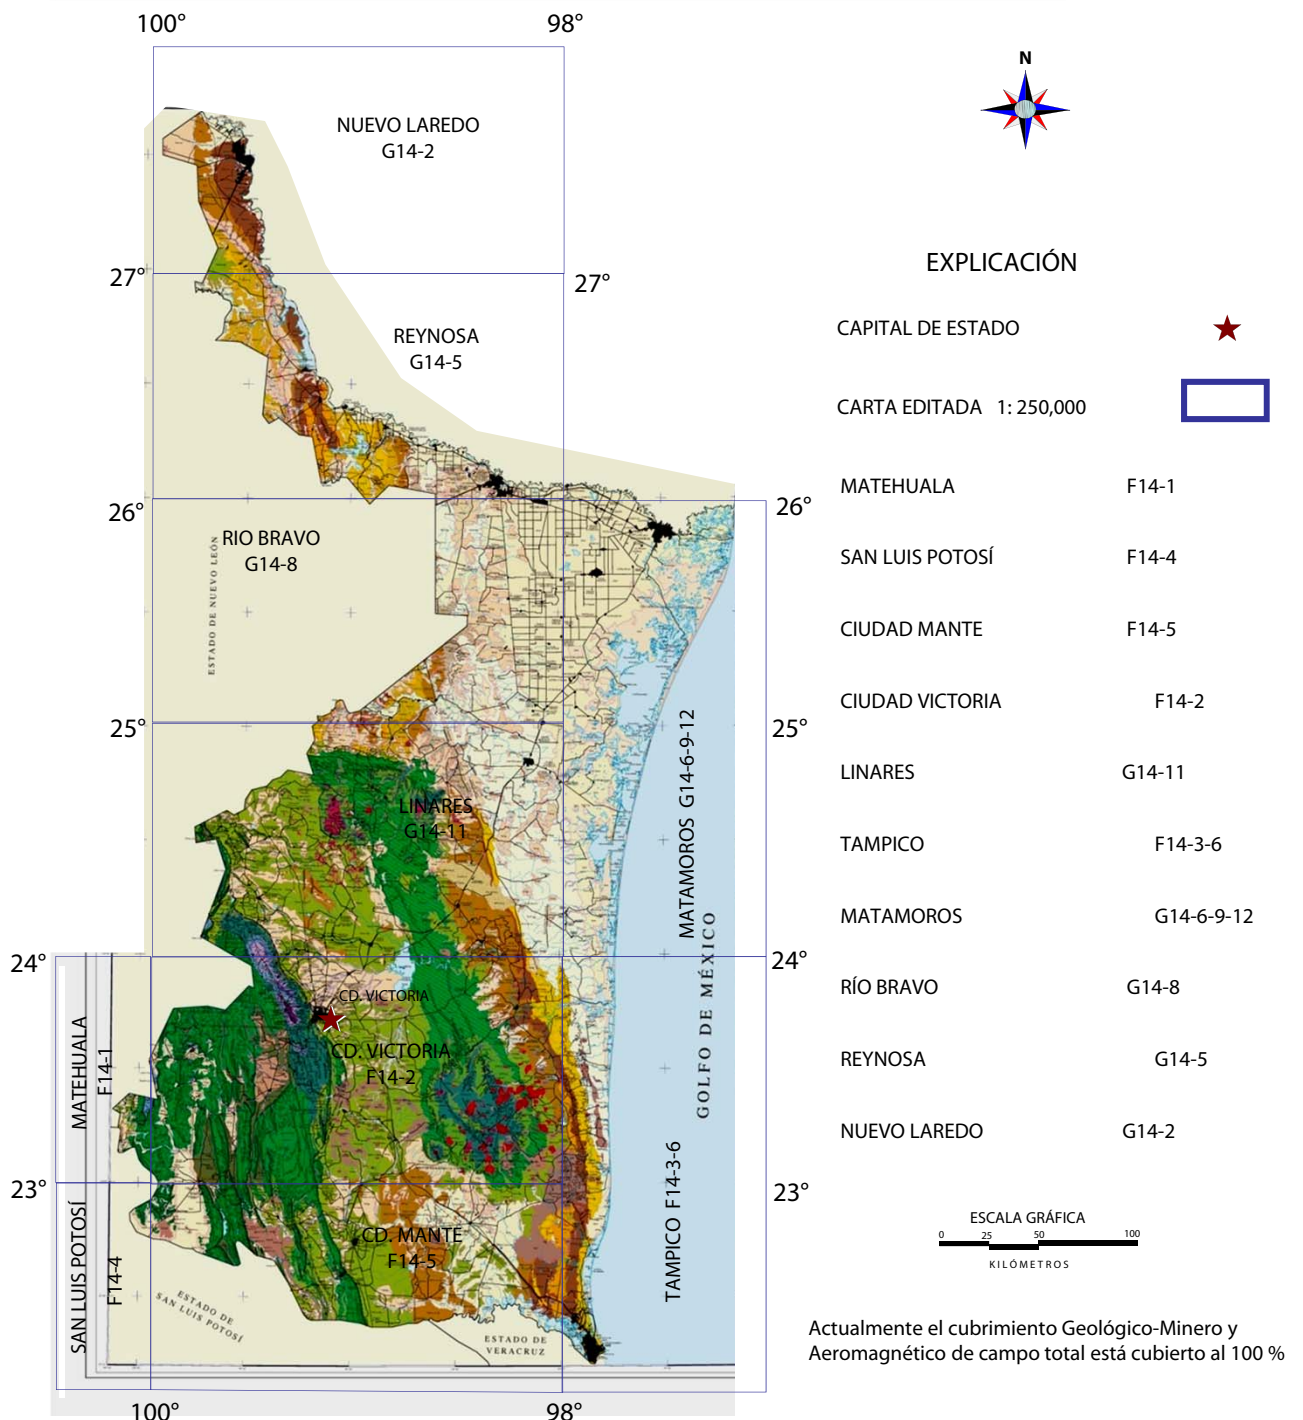 100°
98°
N
NUEVO LAREDO
G14-2
27°
27°
REYNOSA
G14-5
26°
26°
RIO BRAVO
G14-8
ESTADO DE NUEVO LEÓN
25°
25°
MATAMOROS G14-6-9-12
LINARES
G14-11
24°
24°
GOLFO DE MÉXICO
CD. VICTORIA
CD. VICTORIA
F14-2
MATEHUALA
F14-1
23°
23°
TAMPICO F14-3-6
CD. MANTE
F14-5
SAN LUIS POTOSÍ
F14-4
ESTADO DE
SAN LUIS POTOSÍ
ESTADO DE
VERACRUZ
100°
98°
EXPLICACIÓN
CAPITAL DE ESTADO
CARTA EDITADA 1: 250,000
MATEHUALA F14-1
SAN LUIS POTOSÍ F14-4
CIUDAD MANTE F14-5
CIUDAD VICTORIA F14-2
LINARES G14-11
TAMPICO F14-3-6
MATAMOROS G14-6-9-12
RÍO BRAVO G14-8
REYNOSA G14-5
NUEVO LAREDO G14-2
ESCALA GRÁFICA
0 25 50 100
KILÓMETROS
Actualmente el cubrimiento Geológico-Minero y
Aeromagnético de campo total está cubierto al 100 %